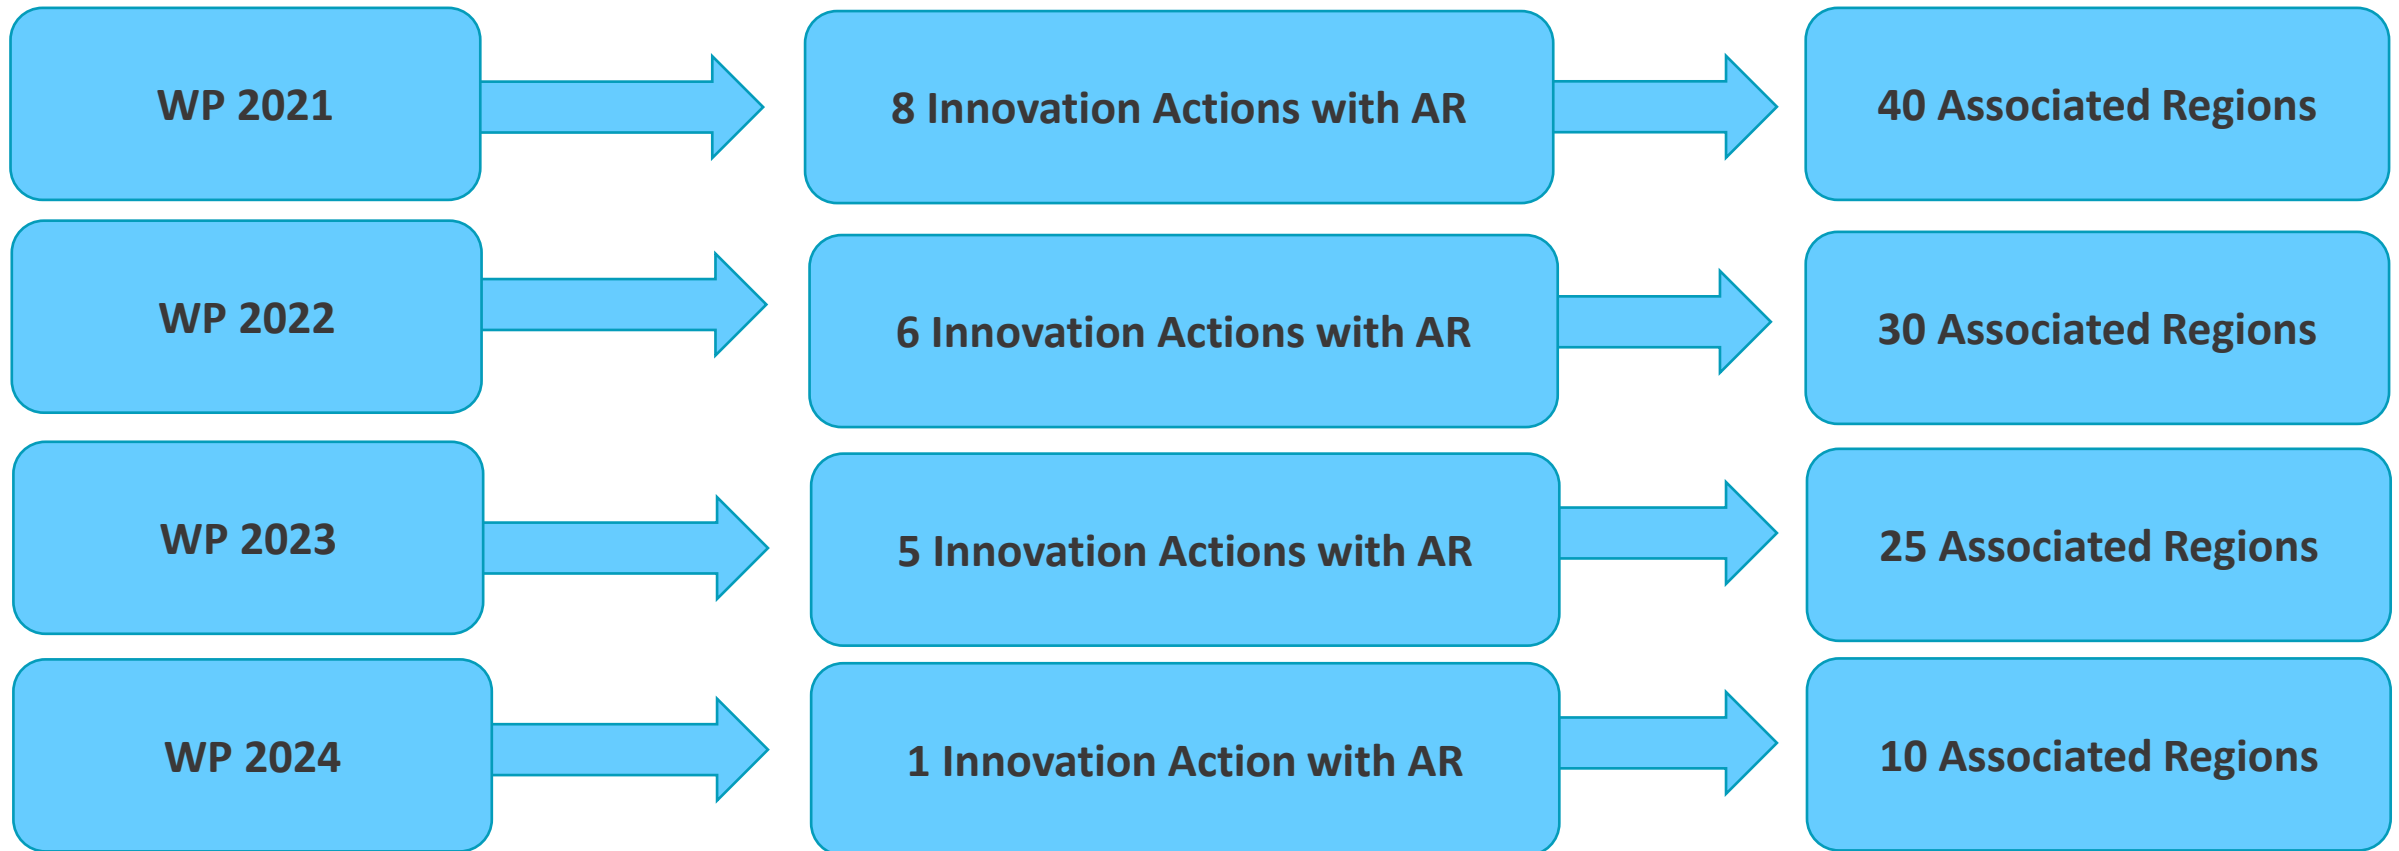 WP 2021
8 Innovation Actions with AR
40 Associated Regions
WP 2022
6 Innovation Actions with AR
30 Associated Regions
WP 2023
5 Innovation Actions with AR
25 Associated Regions
WP 2024
1 Innovation Action with AR
10 Associated Regions